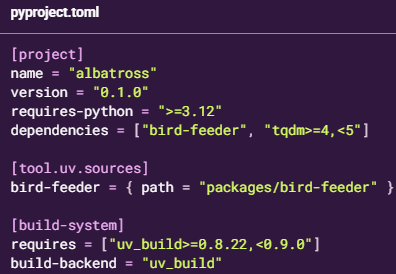 pyproject.toml
[project]
name = "albatross"
version = "0.1.0"
requires-python = ">=3.12"
dependencies = ["bird-feeder", "tqdm>=4,<5"]
[tool.uv.sources]
bird-feeder = { path = "packages/bird-feeder" }
[build-system]
requires = ["uv_build>=0.8.22,<0.9.0"]
build-backend = "uv_build"